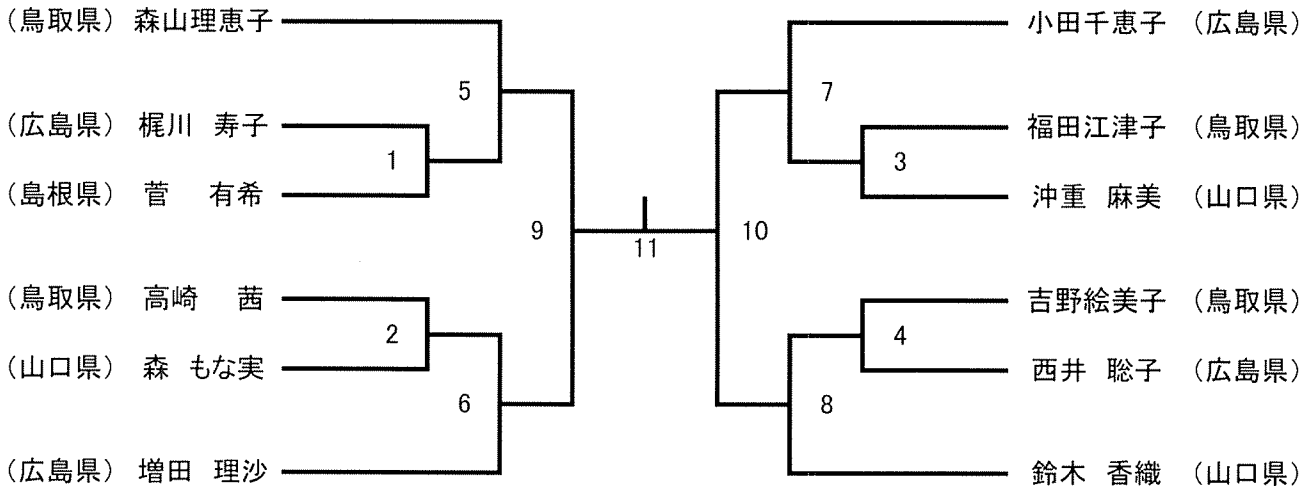 (鳥取県) 森山理恵子
小田千恵子 (広島県)
5
7
(広島県) 梶川 寿子
福田江津子 (鳥取県)
1
3
(島根県) 菅 有希
沖重 麻美 (山口県)
9
11
10
(鳥取県) 高崎 茜
吉野絵美子 (鳥取県)
2
4
(山口県) 森 もな実
西井 聡子 (広島県)
6
8
(広島県) 増田 理沙
鈴木 香織 (山口県)